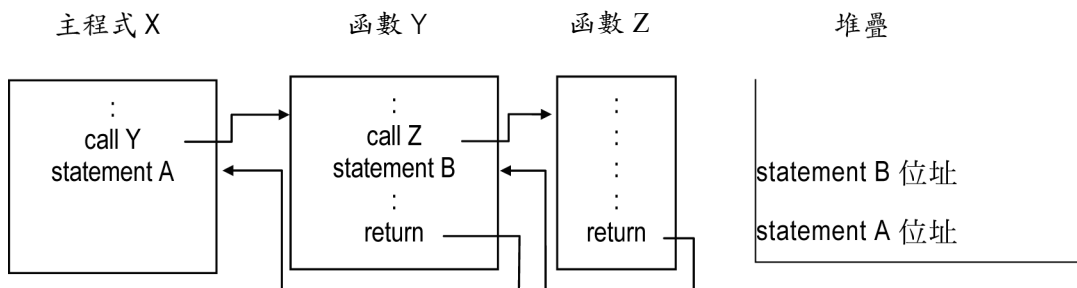 主程式 X
函數 Y
函數 Z
堆疊
:
call Y
statement A
:
call Z
statement B
:
return
:
:
:
:
:
return
statement B 位址
statement A 位址